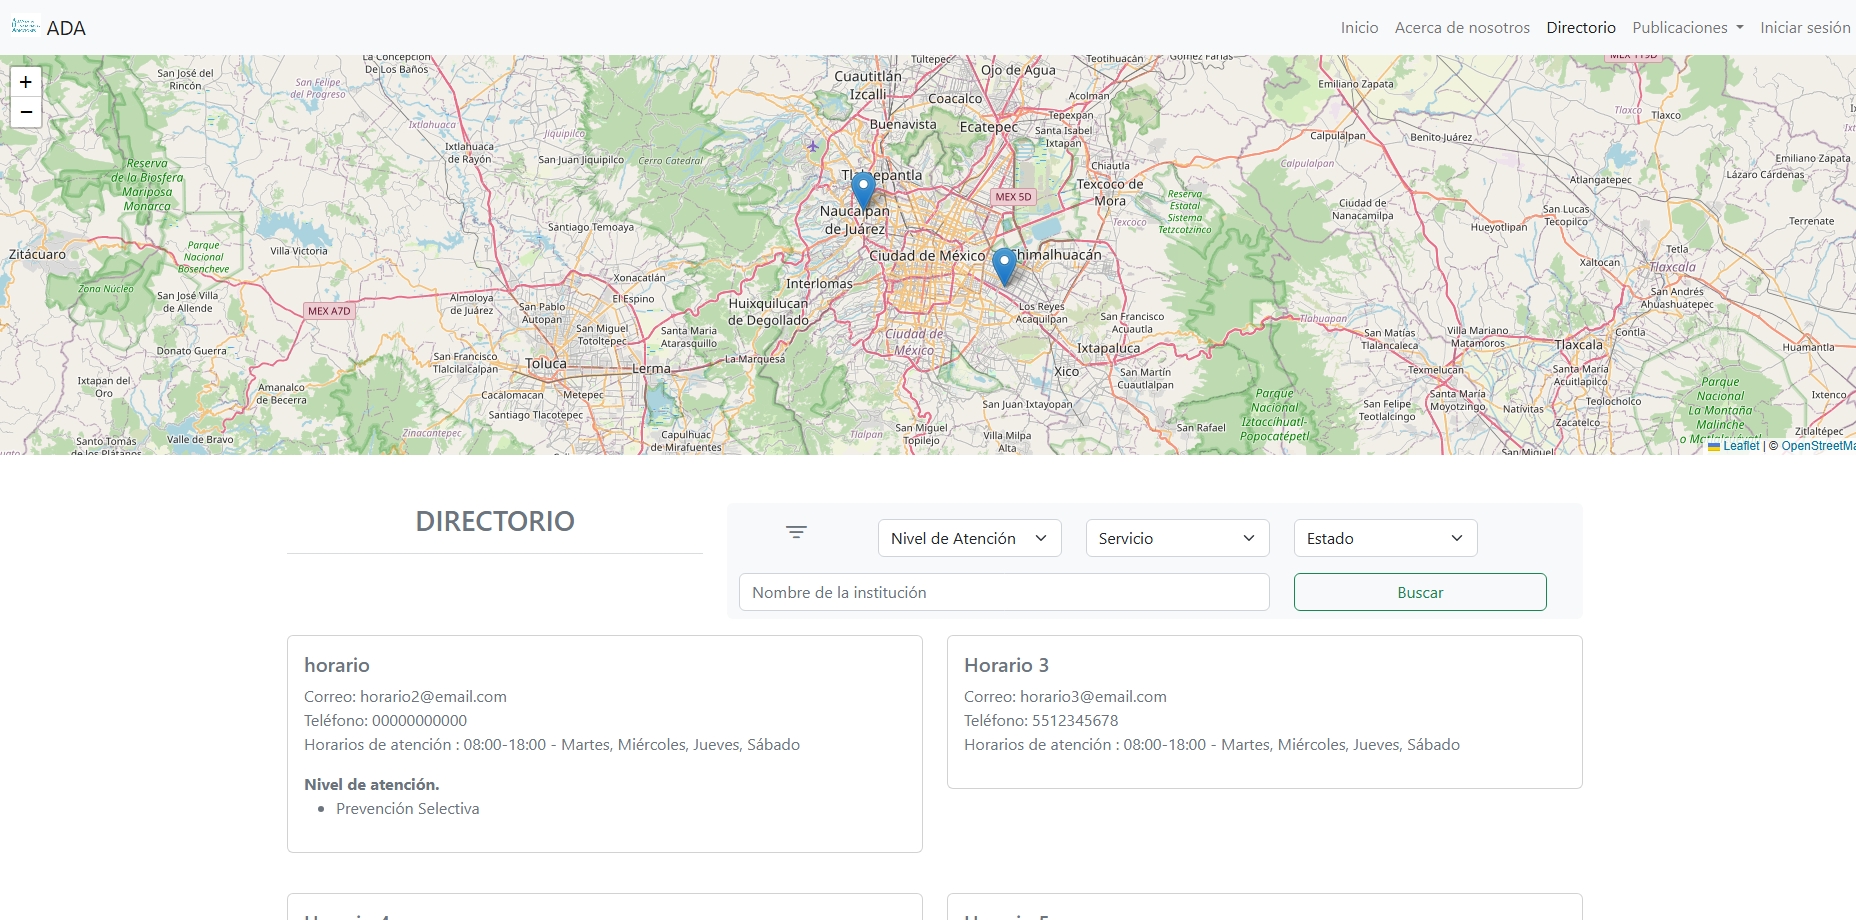 ADA
Inicio
Acerca de nosotros
Directorio
Publicaciones
Iniciar sesión
+
−
San José del
Rincón
San Felipe
del Progreso
La Concepción
De Los Baños
Cuautitlán
Izcalli
Tultepec
Ojo de Agua
Teotihuacán
Gómez Farías
MEX 119D
Emiliano Zapata
Coacalco
Acolman
Tlaxco
Tlaxco
Ixtlahuaca
Jiquipilco
Buenavista
Ecatepec
Tepexpan
Santa Isabel
Ixtapan
Calpulalpan
Benito Juárez
Ixtlahuaca
de Rayón
San Juan Jiquipilco
Cerro Catedral
Chiautla
Calpulalpan
Emiliano Zapata
Lázaro Cárdenas
Reserva
de la Biosfera
Mariposa
Monarca
Texcoco de
Mora
Atlangatepec
MEX 5D
Reserva
Estatal
Sistema
Tetzcotzinco
Texcoco
Ciudad de
Nanacamilpa
San Lucas
Tecopilco
Hueyotlipan
Terrenate
Naucalpan
de Juárez
Santiago Temoaya
Parque
Nacional
Bosencheve
Villa Victoria
Zitácuaro
Ciudad de México
Tetla
Xaltocan
Tlaxcala
Zona Núcleo
San José Villa
de Allende
Xonacatlán
Interlomas
San Andrés
Ahuashuatepec
MEX A7D
Almoloya
de Juárez
San Pablo
Autopan
El Espino
Huixquilucan
de Degollado
Los Reyes
Acaquilpan
San Francisco
Acuautla
Tlahuapan
San Miguel
Totoltepec
Santa María
Atarasquillo
Ciudad de
México
San Matías
Tlalancaleca
Villa Mariano
Matamoros
Contla
Donato Guerra
San Francisco
Tlalcilalcalpan
Toluca
Lerma
La Marquesa
Ixtapaluca
Tlaxcala
Huamantla
Ixtapan del
Oro
Amanalco
de Becerra
Cacalomacan
Metepec
Xico
San Martín
Cuautlalpan
Texmelucan
Santa María
Acuitlapilco
Santiago Tlacotepec
San Juan Ixtayopan
Parque
Nacional
Iztaccíhuatl-
Popocatépetl
San Felipe
Teotlalcingo
Santa María
Moyotzingo
Nativitas
Teolocholco
Parque
Nacional
La Montaña
Malinche
Ixtenco
Santo Tomás
de los Plátanos
Valle de Bravo
Zinacantepec
Capulhuac
de Mirafuentes
Tlalpan
San Miguel
Topilejo
Villa Milpa
Alta
San Rafael
Zacatelco
San Miguel
Zitlaltépec
Leaflet | © OpenStreetMa
DIRECTORIO
Nivel de Atención
Servicio
Estado
Nombre de la institución
Buscar
horario
Correo: horario2@email.com
Teléfono: 00000000000
Horarios de atención : 08:00-18:00 - Martes, Miércoles, Jueves, Sábado
Nivel de atención.
• Prevención Selectiva
Horario 3
Correo: horario3@email.com
Teléfono: 5512345678
Horarios de atención : 08:00-18:00 - Martes, Miércoles, Jueves, Sábado